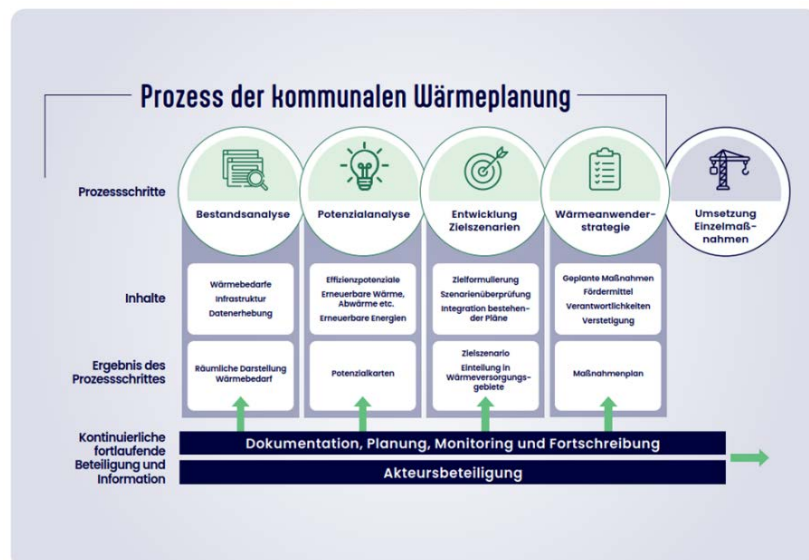 Prozess der kommunalen Wärmeplanung
Prozessschritte
Bestandsanalyse
Potenzialanalyse
Entwicklung
Zielszenarien
Wärmeanwender-
strategie
Umsetzung
Einzelmaß-
nahmen
Inhalte
Wärmebedarfe
Infrastruktur
Datenerhebung
Effizienzpotenziale
Erneuerbare Wärme,
Abwärme etc.
Erneuerbare Energien
Zielformulierung
Szenarienüberprüfung
Integration bestehen-
der Pläne
Geplante Maßnahmen
Fördermittel
Verantwortlichkeiten
Verstetigung
Ergebnis des
Prozessschrittes
Räumliche Darstellung
Wärmebedarf
Potenzialkarten
Zielszenario
Einteilung in
Wärmeversorgungs-
gebiete
Maßnahmenplan
Kontinuierliche
fortlaufende
Beteiligung und
Information
Dokumentation, Planung, Monitoring und Fortschreibung
Akteursbeteiligung